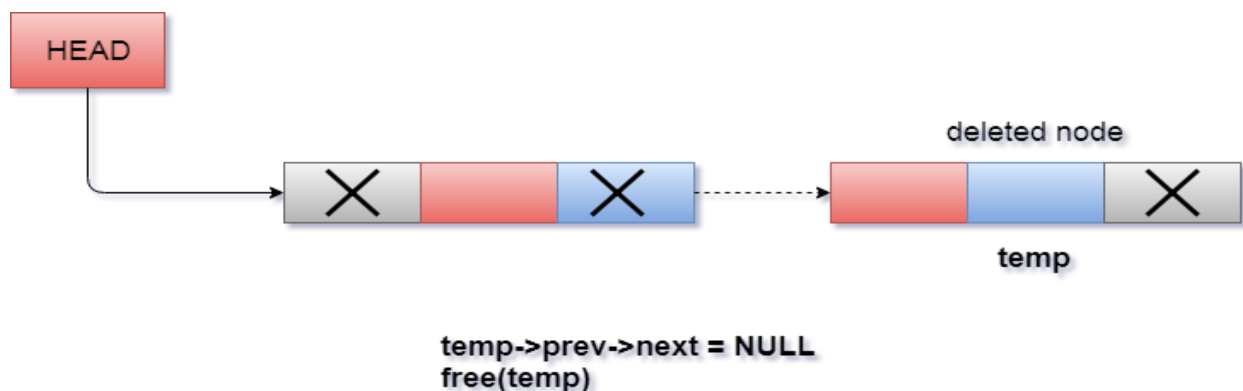 HEAD
deleted node
temp
temp->prev->next = NULL
free(temp)